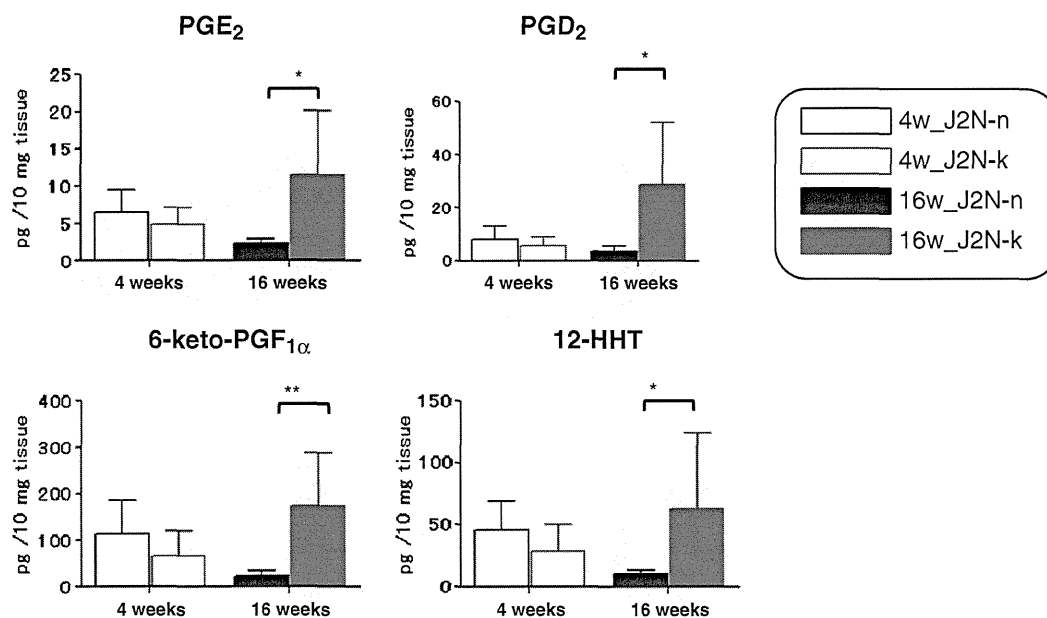 PGE2
PGD2
pg /10 mg tissue
25
20
15
10
5
0
*
4 weeks
16 weeks
pg /10 mg tissue
60
40
20
0
*
4 weeks
16 weeks
4w_J2N-n
4w_J2N-k
16w_J2N-n
16w_J2N-k
6-keto-PGF1α
12-HHT
pg /10 mg tissue
400
300
200
100
0
**
4 weeks
16 weeks
pg /10 mg tissue
150
100
50
0
*
4 weeks
16 weeks